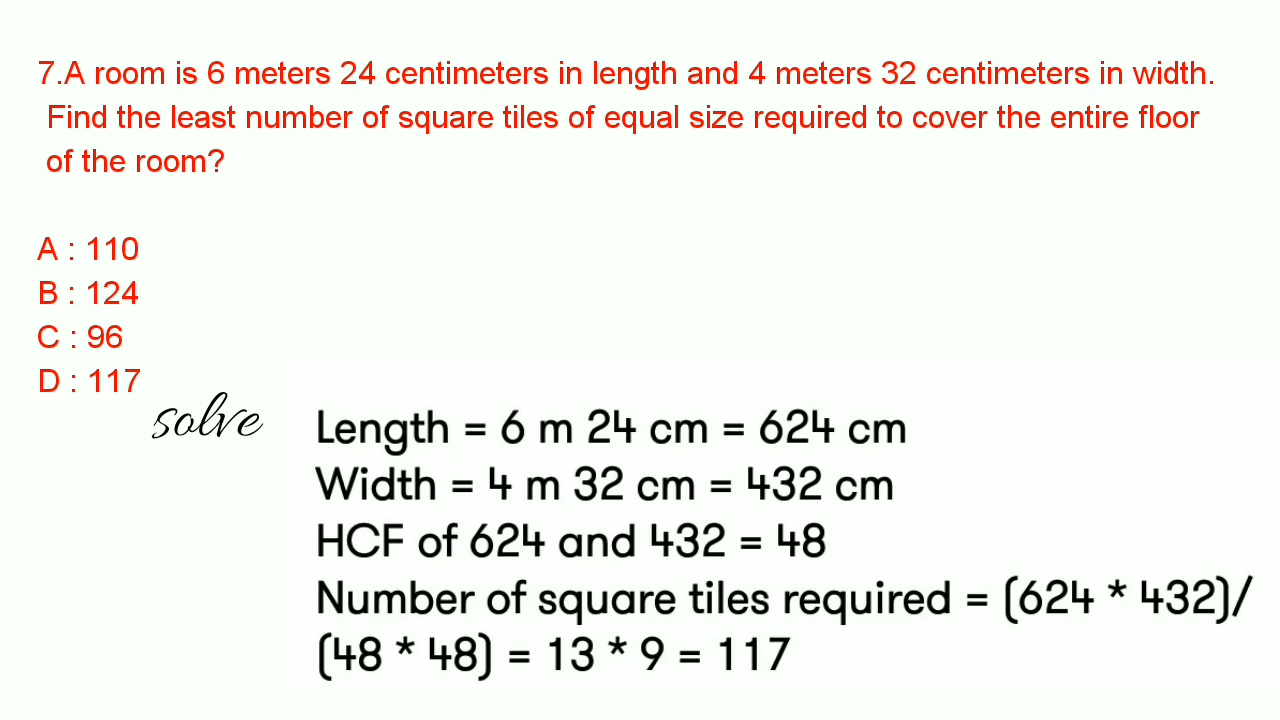 7.A room is 6 meters 24 centimeters in length and 4 meters 32 centimeters in width.
Find the least number of square tiles of equal size required to cover the entire floor
of the room?
A : 110
B : 124
C : 96
D : 117
solve
Length = 6 m 24 cm = 624 cm
Width = 4 m 32 cm = 432 cm
HCF of 624 and 432 = 48
Number of square tiles required = (624 * 432)/
(48 * 48) = 13 * 9 = 117